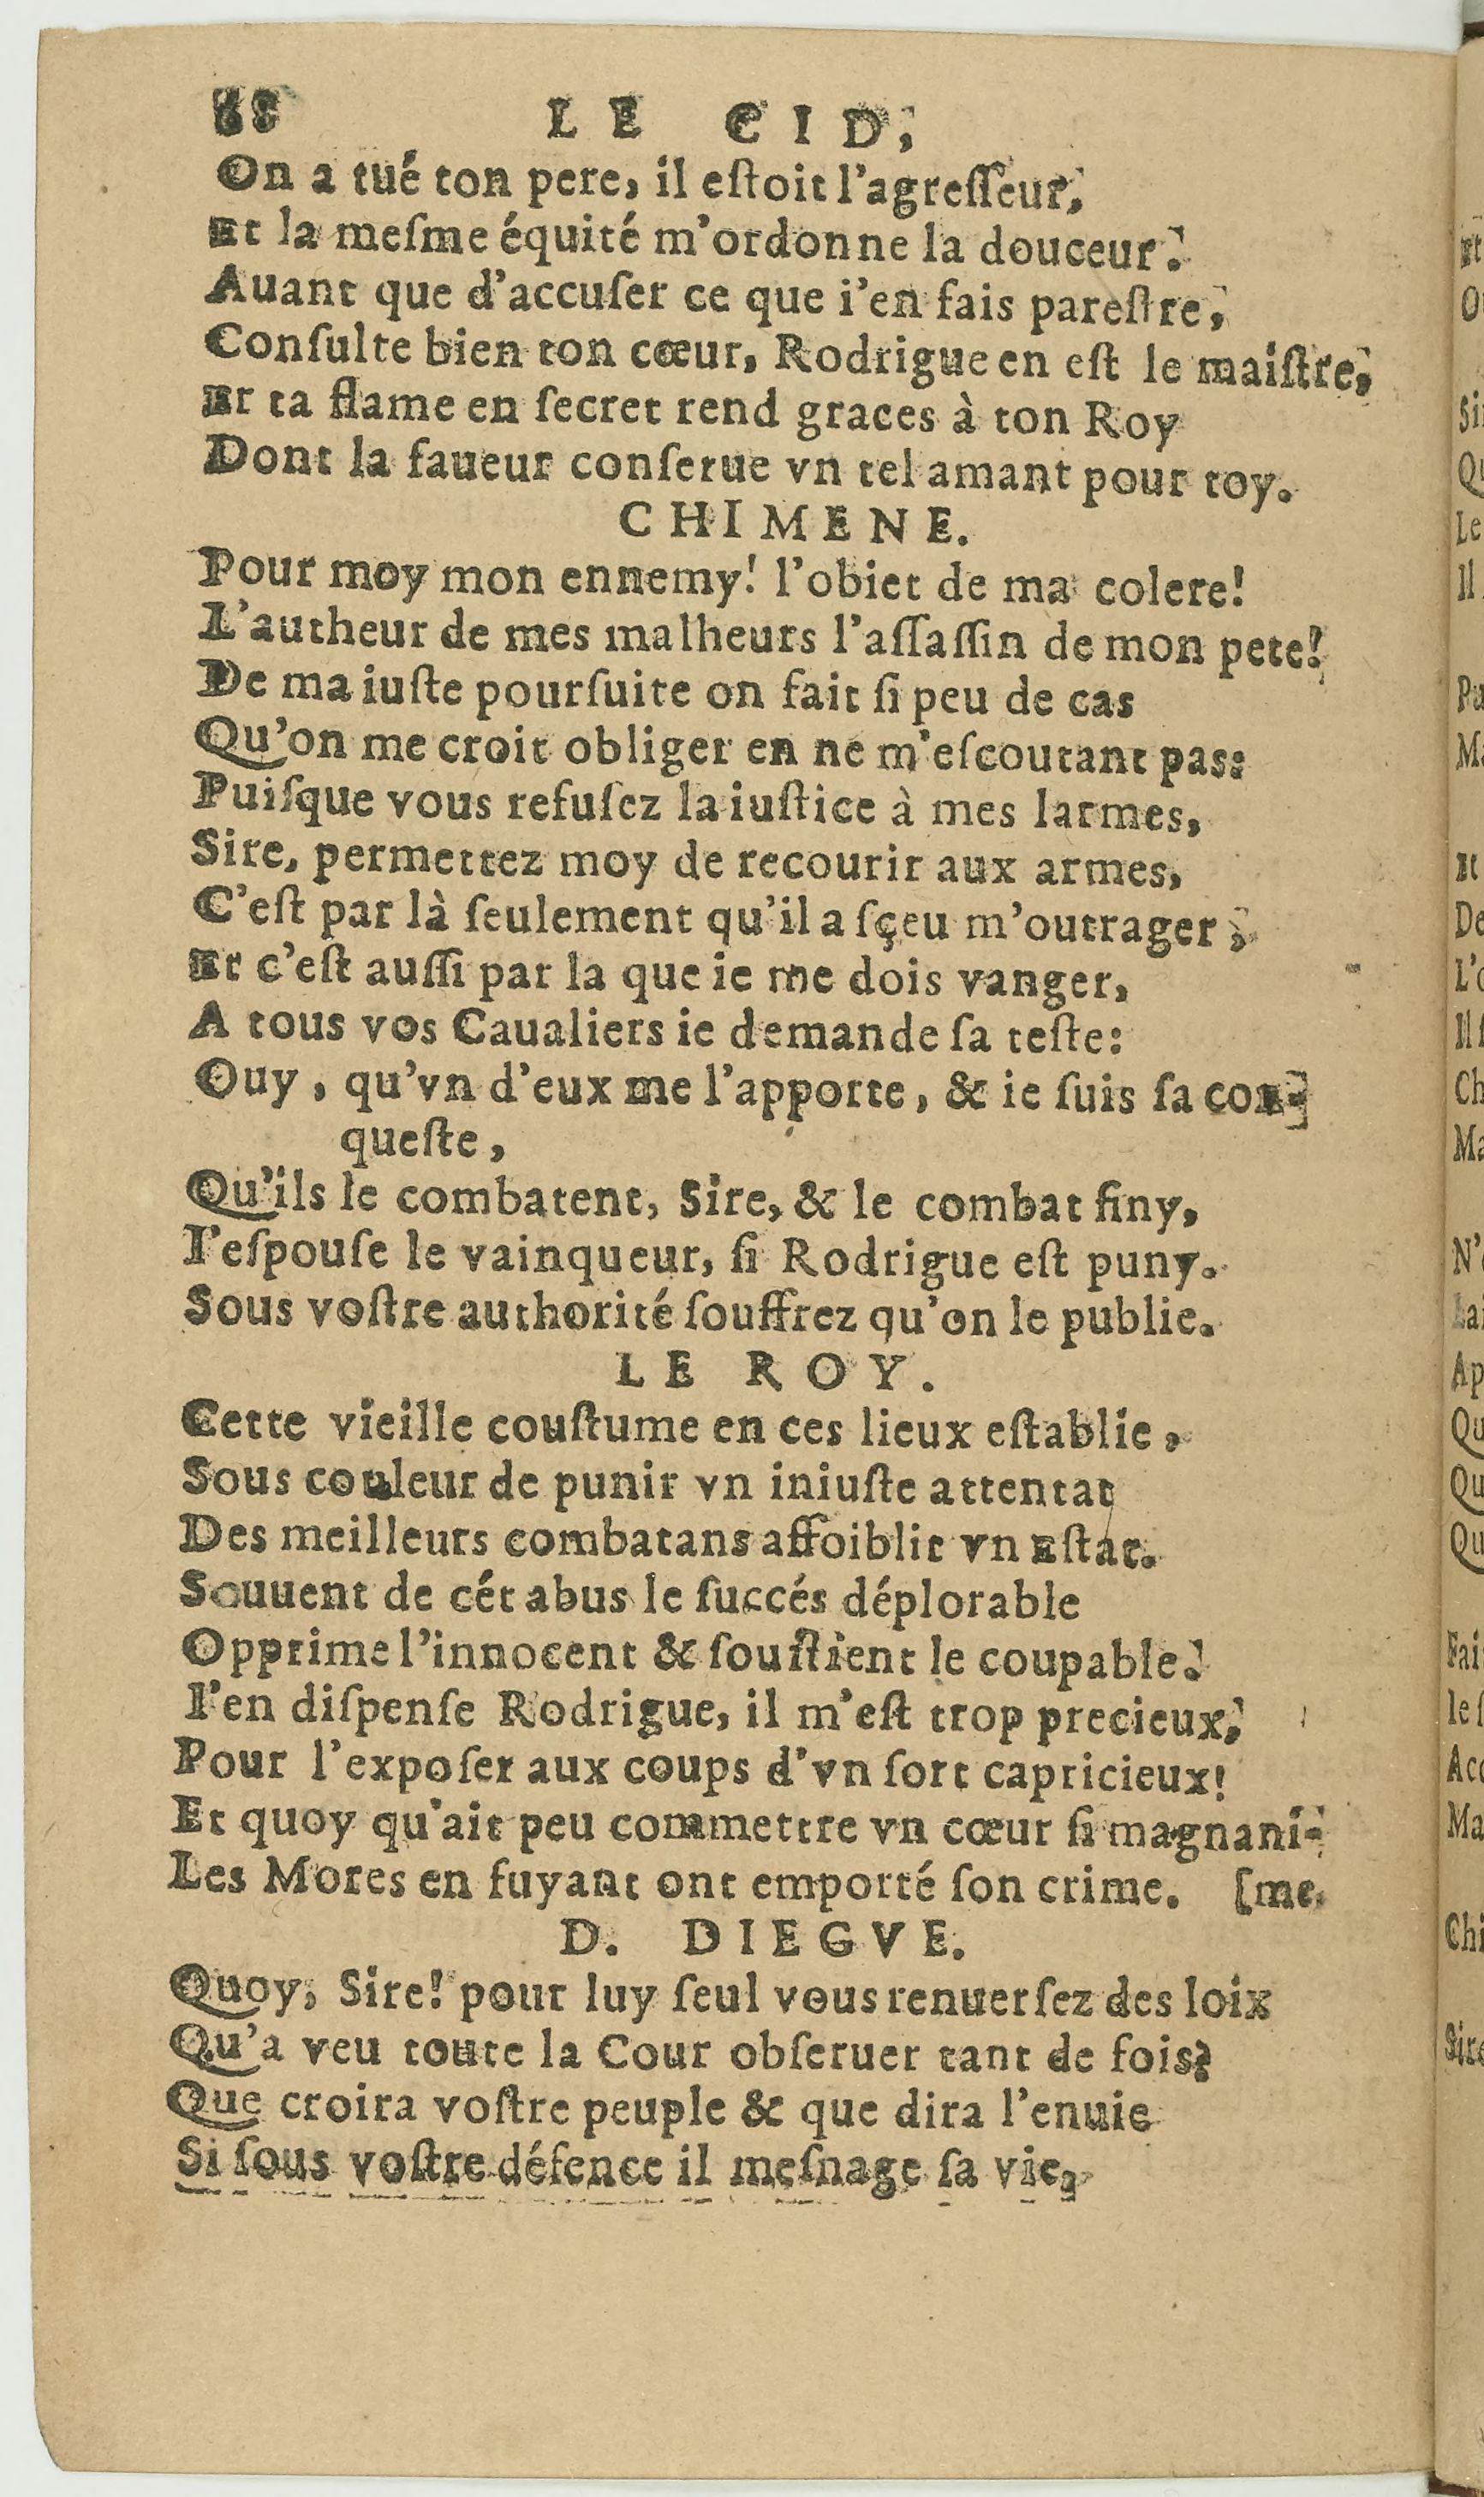 68 LE CID,
On a tué ton pere, il eſtoit l'agreſſeur,
Et la meſme équité m'ordonne la douceur.
Auant que d'accuſer ce que i'en fais pareſtre,
Conſulte bien ton cœur, Rodrigue en eſt le maiſtre,
Et ta flame en ſecret rend graces à ton Roy
Dont la faueur conſerue vn tel amant pour toy.
CHIMENE.
Pour moy mon ennemy! l'obiet de ma colere!
L'autheur de mes malheurs l'aſſaſſin de mon pete!
De ma iuſte pourſuite on fait ſi peu de cas
Qu'on me croit obliger en ne m'eſcoutant pas:
Puiſque vous refuſez la iuſtice à mes larmes,
Sire, permettez moy de recourir aux armes,
C'eſt par là ſeulement qu'il a ſçeu m'outrager,
Et c'eſt auſſi par la que ie me dois vanger,
A tous vos Caualiers ie demande ſa teſte:
Ouy, qu'vn d'eux me l'apporte, & ie ſuis ſa con-
queſte,
Qu'ils le combatent, Sire, & le combat finy,
I'eſpouſe le vainqueur, ſi Rodrigue eſt puny.
Sous voſtre authorité ſouffrez qu'on le publie.
LE ROY.
Cette vieille couſtume en ces lieux eſtablie,
Sous couleur de punir vn iniuſte attentat
Des meilleurs combatans affoiblit vn Eſtat.
Souuent de cét abus le ſuccés déplorable
Opprime l'innocent & ſouſtient le coupable.
I'en diſpenſe Rodrigue, il m'eſt trop precieux,
Pour l'expoſer aux coups d'vn ſort capricieux!
Et quoy qu'ait peu commettre vn cœur ſi magnani-
Les Mores en fuyant ont emporté ſon crime. [me,
D. DIEGVE.
Quoy, Sire! pour luy ſeul vous renuerſez des loix
Qu'a veu toute la Cour obſeruer tant de fois?
Que croira voſtre peuple & que dira l'enuie
Si ſous voſtre défence il meſnage ſa vie,